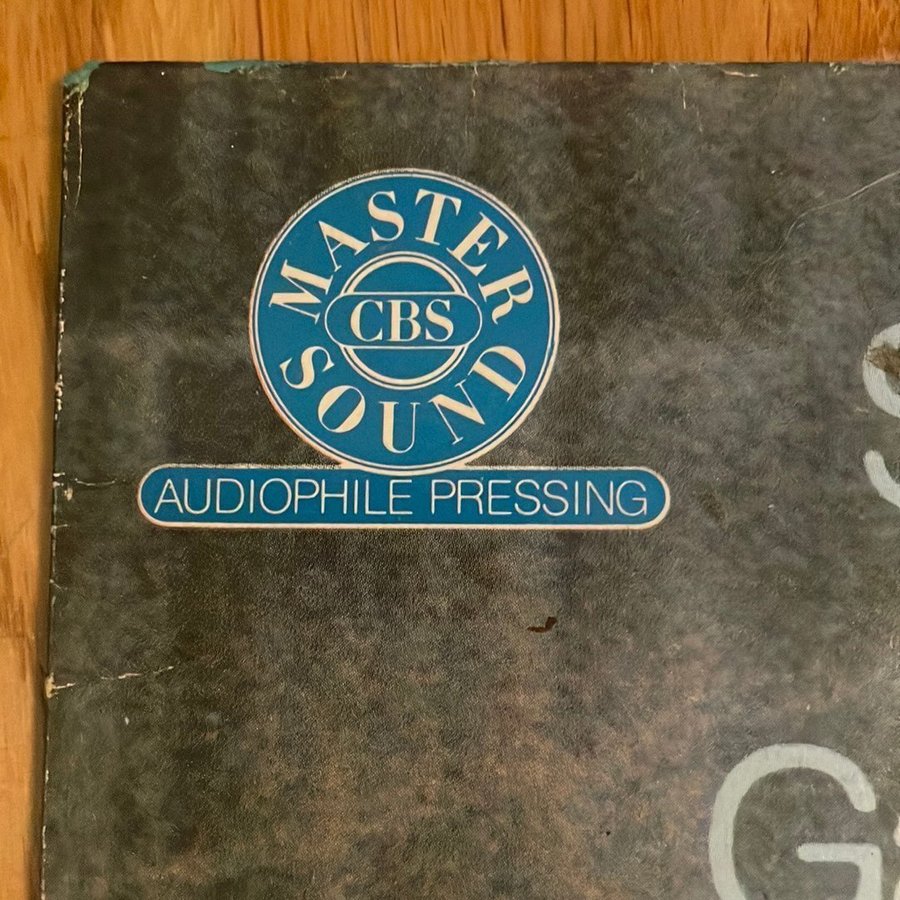 MASTER
CBS
SOUND
AUDIOPHILE PRESSING
S
G